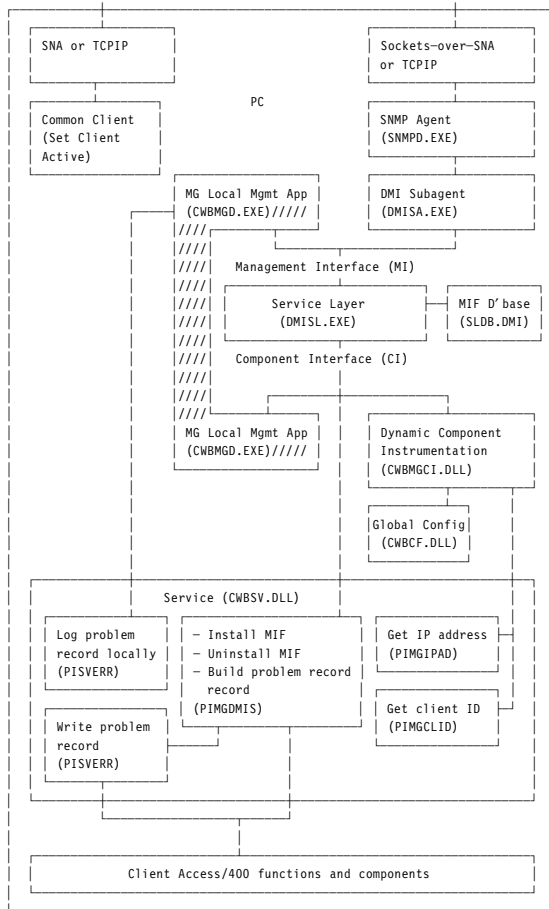 SNA or TCPIP
Sockets–over–SNA
or TCPIP
PC
Common Client
(Set Client
Active)
SNMP Agent
(SNMPD.EXE)
MG Local Mgmt App
(CWBMGD.EXE)/////
DMI Subagent
(DMISA.EXE)
////
////
Management Interface (MI)
////
////
////
Service Layer
(DMISL.EXE)
MIF D'base
(SLDB.DMI)
////
////
Component Interface (CI)
////
////
////
////
MG Local Mgmt App
(CWBMGD.EXE)/////
Dynamic Component
Instrumentation
(CWBMGCI.DLL)
Global Config
(CWBCF.DLL)
Service (CWBSV.DLL)
Log problem
record locally
(PISVERR)
– Install MIF
– Uninstall MIF
– Build problem record
record
(PIMGDMIS)
Get IP address
(PIMGIPAD)
Get client ID
(PIMGCLID)
Write problem
record
(PISVERR)
Client Access/400 functions and components